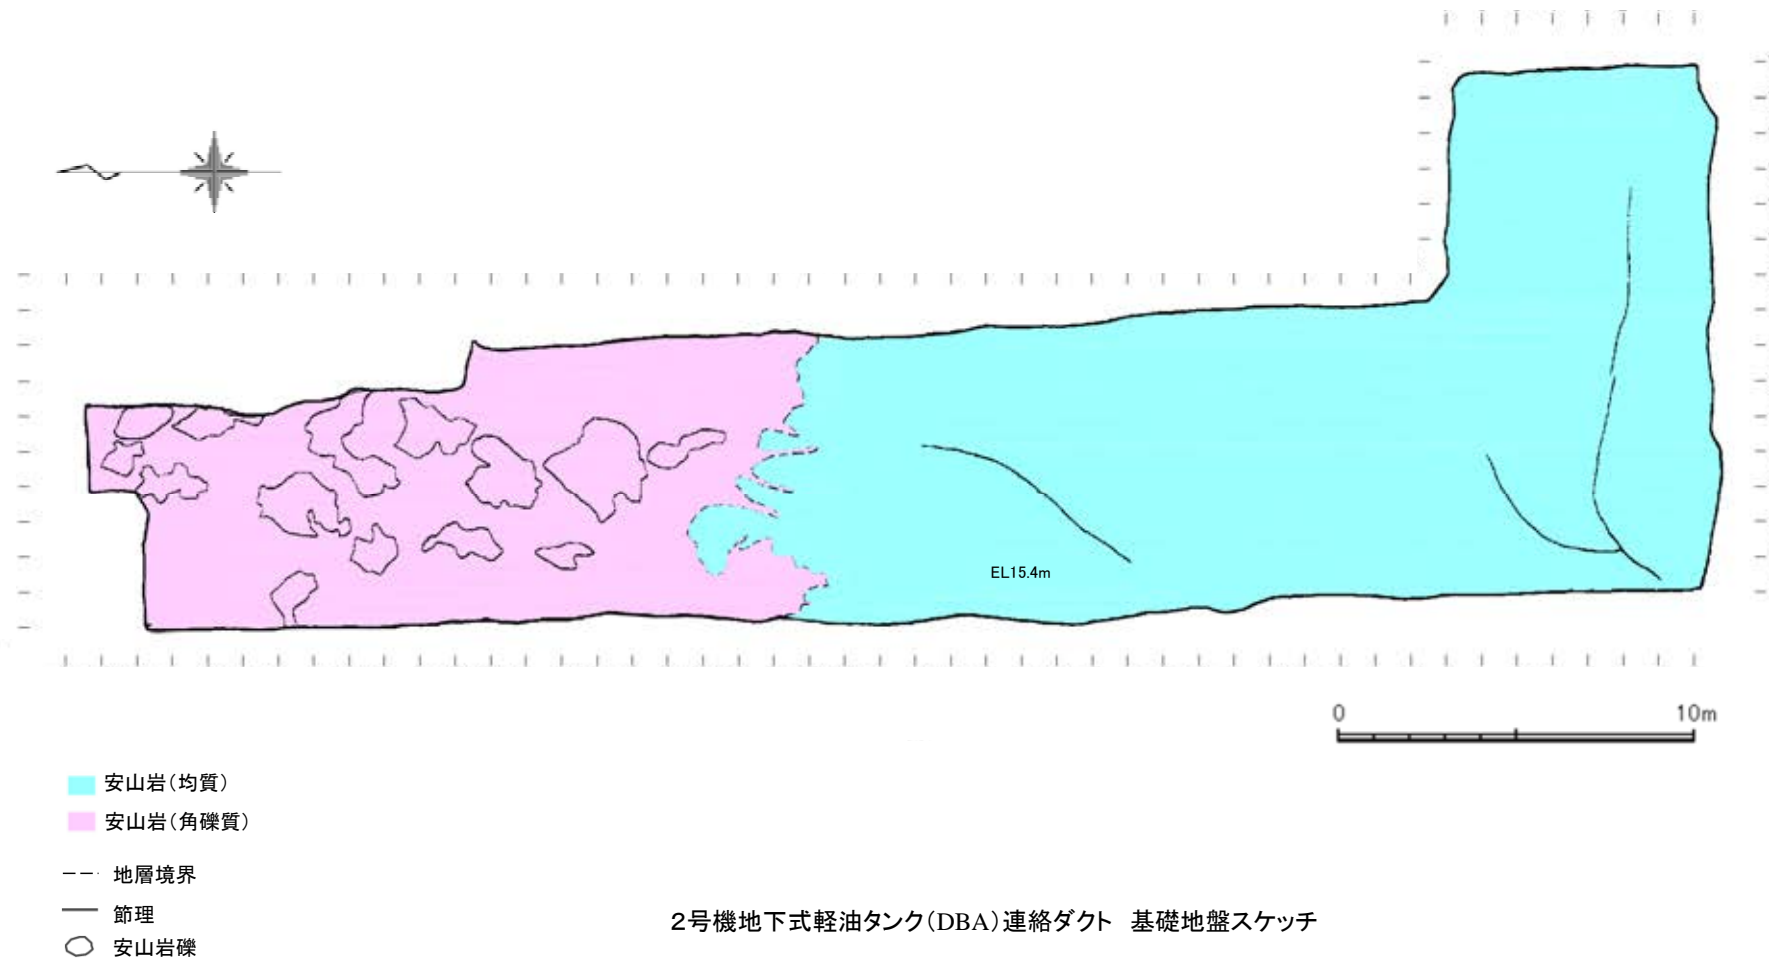 EL15.4m
0 10m
安山岩（均質）
安山岩（角礫質）
地層境界
節理
安山岩礫
２号機地下式軽油タンク（DBA）連絡ダクト　基礎地盤スケッチ